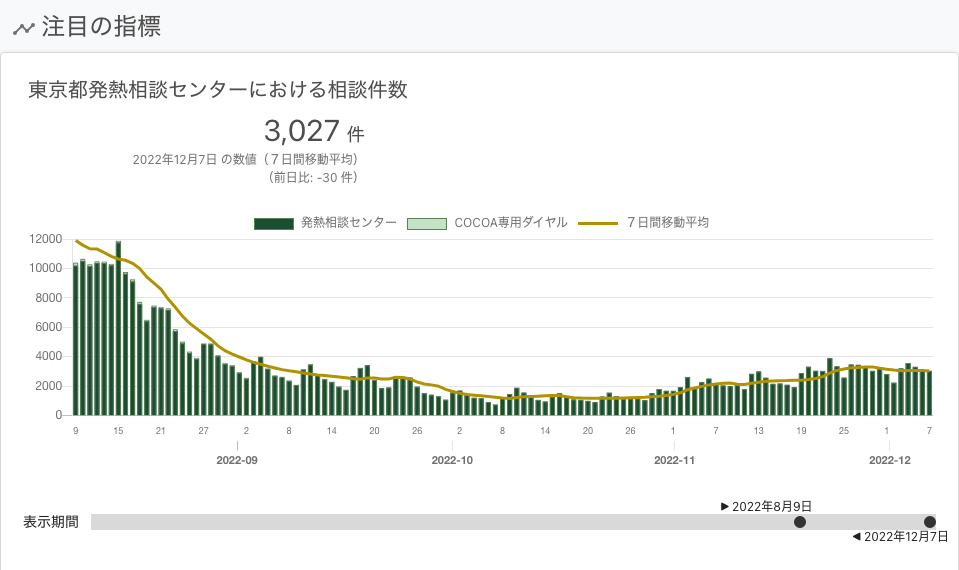 注目の指標
東京都発熱相談センターにおける相談件数
3,027 件
2022年12月7日 の数値（７日間移動平均）
（前日比: -30 件）
発熱相談センター COCOA専用ダイヤル ７日間移動平均
12000
10000
8000
6000
4000
2000
0
9 15 21 27 2 8 14 20 26 2 8 14 20 26 1 7 13 19 25 1 7
2022-09 2022-10 2022-11 2022-12
▶ 2022年8月9日
表示期間
◀ 2022年12月7日